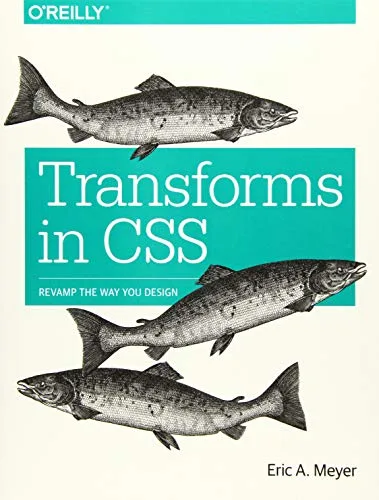 O'REILLY®
Transforms
in CSS
REVAMP THE WAY YOU DESIGN
Eric A. Meyer